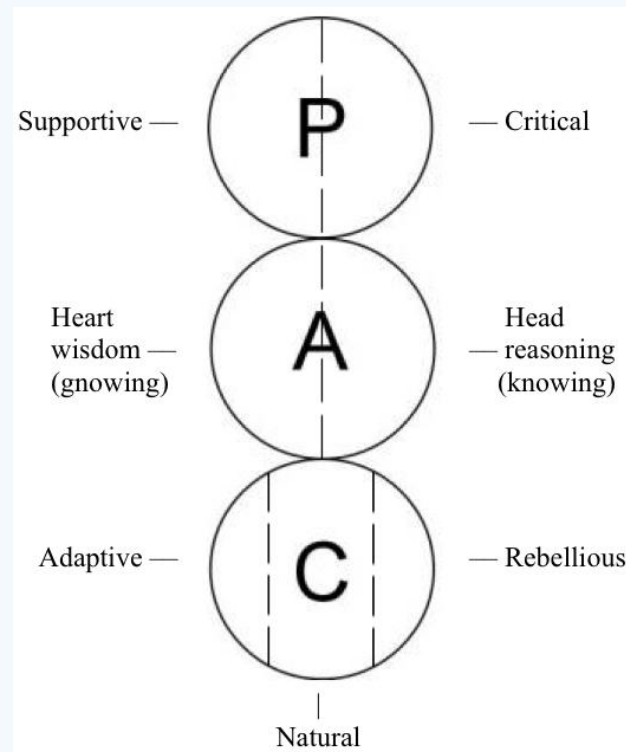 P
Supportive — — Critical
A
Heart
wisdom —
(gnowing)
Head
— reasoning
(knowing)
C
Adaptive — — Rebellious
Natural